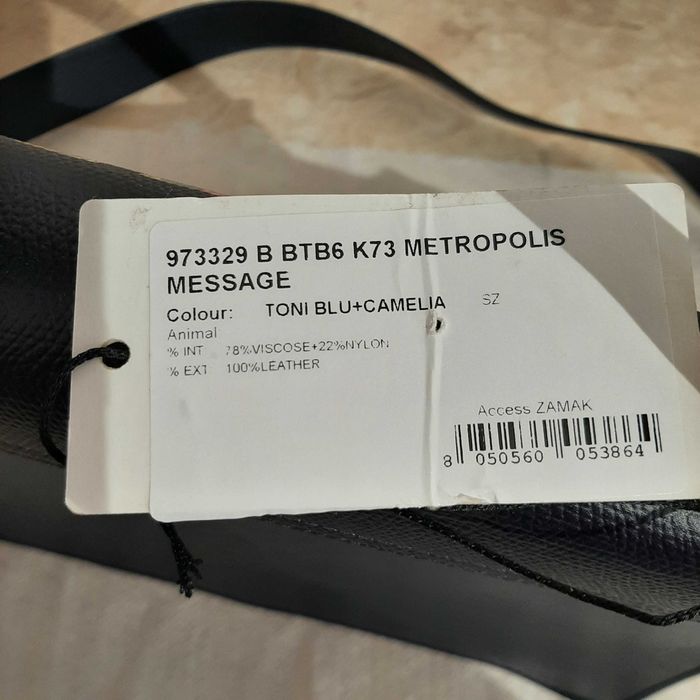 973329 B BTB6 K73 METROPOLIS
MESSAGE
Colour: TONI BLU+CAMELIA SZ
Animal
% INT 78%VISCOSE+22%NYLON
% EXT 100%LEATHER
Access ZAMAK
8 050560 053864